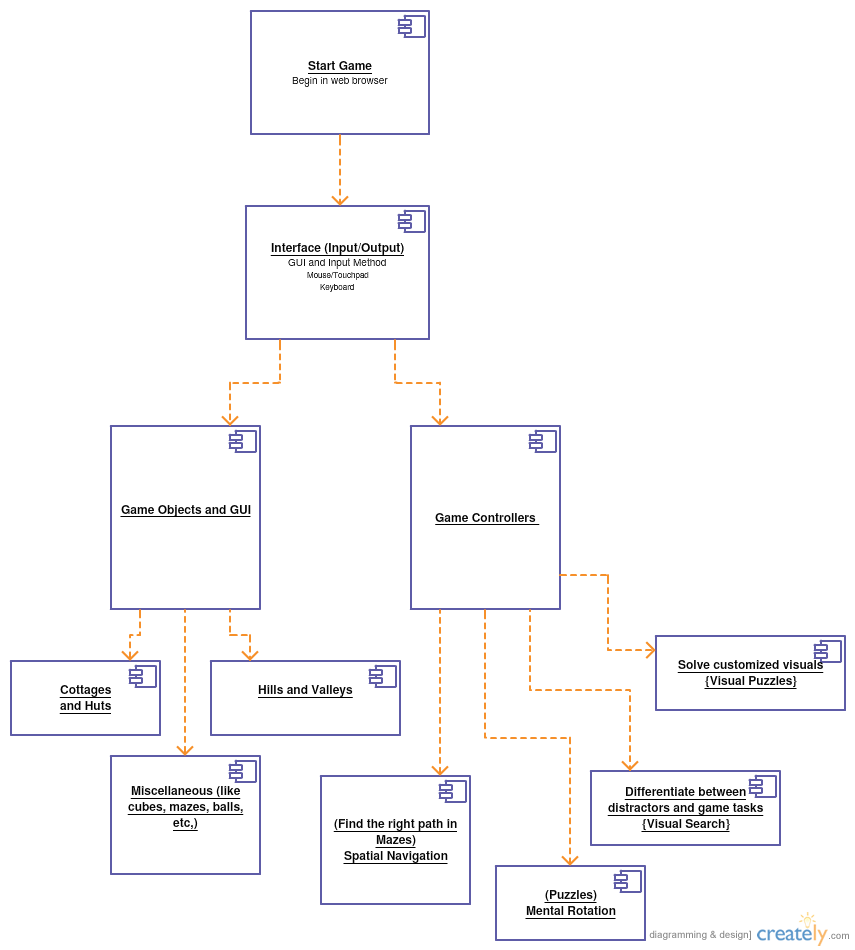 Start Game
Begin in web browser
Interface (Input/Output)
GUI and Input Method
Mouse/Touchpad
Keyboard
Game Objects and GUI
Game Controllers
Cottages
and Huts
Hills and Valleys
Solve customized visuals
{Visual Puzzles}
Miscellaneous (like
cubes, mazes, balls,
etc,)
(Find the right path in
Mazes)
Spatial Navigation
Differentiate between
distractors and game tasks
{Visual Search}
(Puzzles)
Mental Rotation
diagramming & design] creately.com